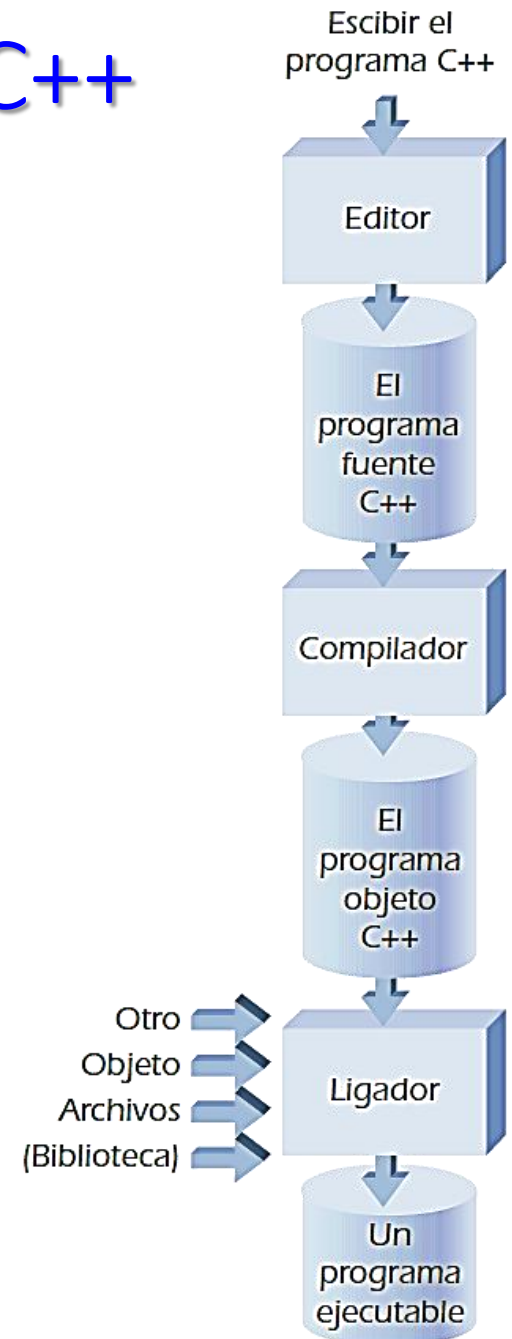 C++
Escibir el
programa C++
Editor
El
programa
fuente
C++
Compilador
El
programa
objeto
C++
Otro
Objeto
Archivos
(Biblioteca)
Ligador
Un
programa
ejecutable